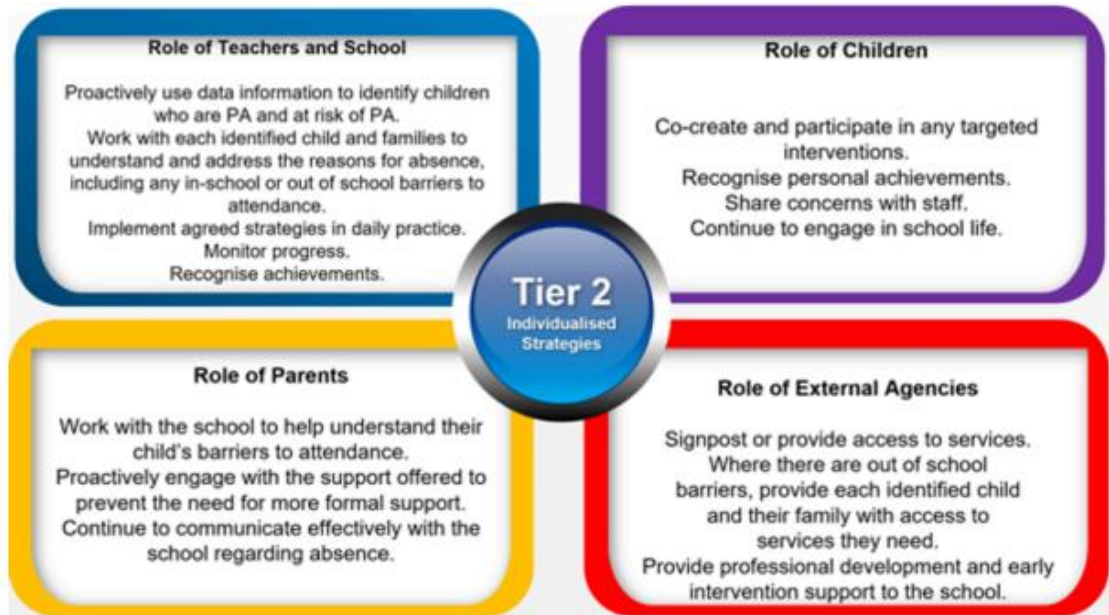 Role of Teachers and School
Proactively use data information to identify children
who are PA and at risk of PA.
Work with each identified child and families to
understand and address the reasons for absence,
including any in-school or out of school barriers to
attendance.
Implement agreed strategies in daily practice.
Monitor progress.
Recognise achievements.
Role of Children
Co-create and participate in any targeted
interventions.
Recognise personal achievements.
Share concerns with staff.
Continue to engage in school life.
Tier 2
Individualised
Strategies
Role of Parents
Work with the school to help understand their
child's barriers to attendance.
Proactively engage with the support offered to
prevent the need for more formal support.
Continue to communicate effectively with the
school regarding absence.
Role of External Agencies
Signpost or provide access to services.
Where there are out of school
barriers, provide each identified child
and their family with access to
services they need.
Provide professional development and early
intervention support to the school.